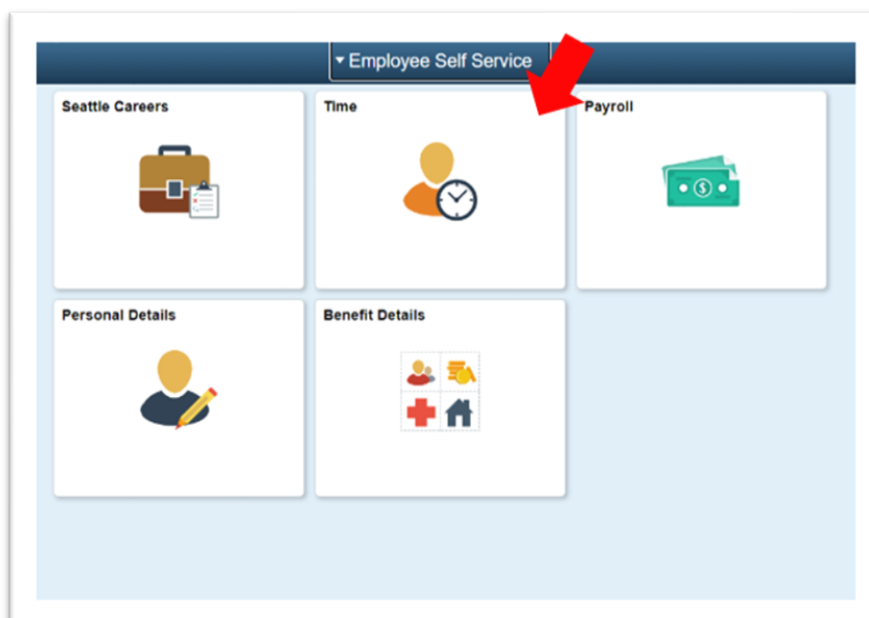 Employee Self Service
Seattle Careers
Time
Payroll
Personal Details
Benefit Details